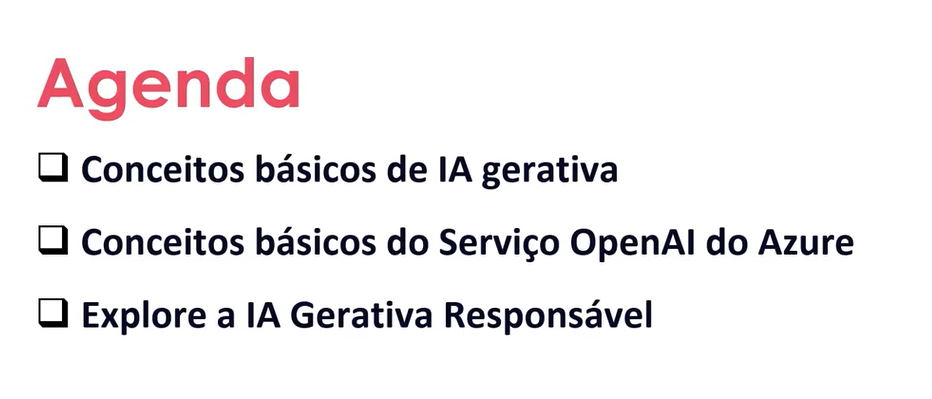 Agenda
❑ Conceitos básicos de IA gerativa
❑ Conceitos básicos do Serviço OpenAI do Azure
❑ Explore a IA Gerativa Responsável